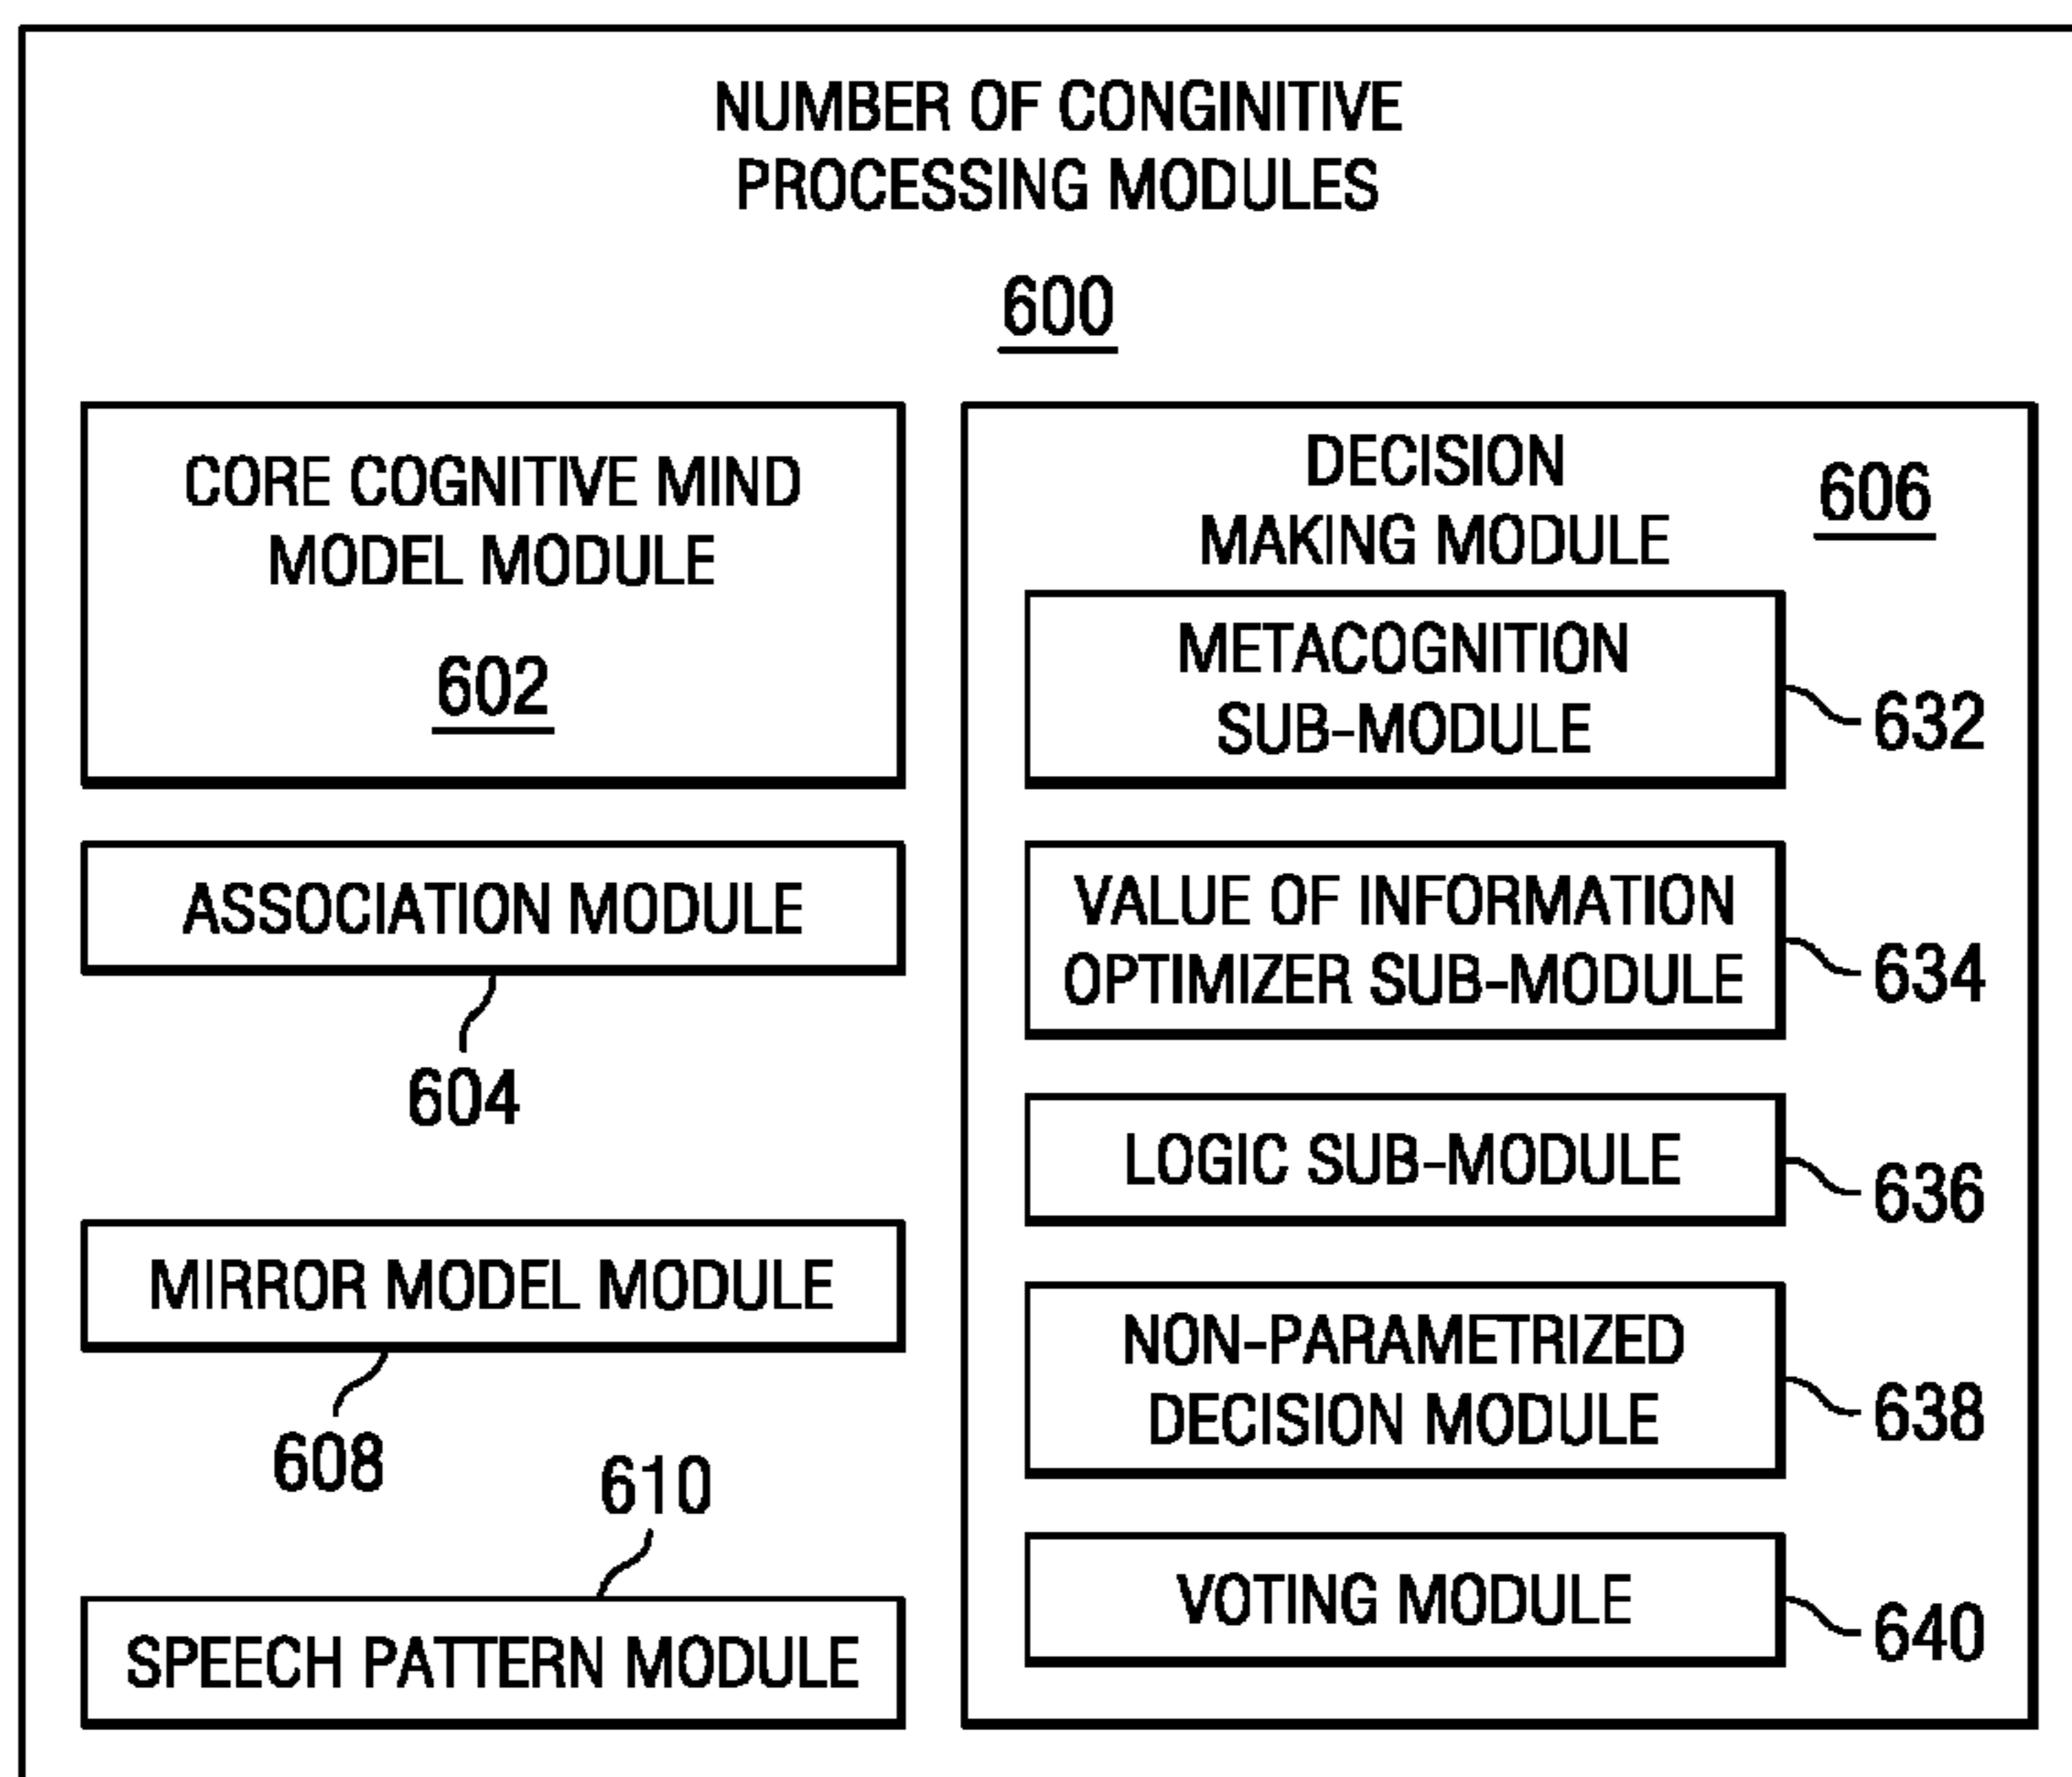 NUMBER OF CONGINITIVE
PROCESSING MODULES
600
CORE COGNITIVE MIND
MODEL MODULE
602
ASSOCIATION MODULE
604
MIRROR MODEL MODULE
608
610
SPEECH PATTERN MODULE
DECISION
MAKING MODULE
606
METACOGNITION
SUB-MODULE
632
VALUE OF INFORMATION
OPTIMIZER SUB-MODULE
634
LOGIC SUB-MODULE
636
NON-PARAMETRIZED
DECISION MODULE
638
VOTING MODULE
640